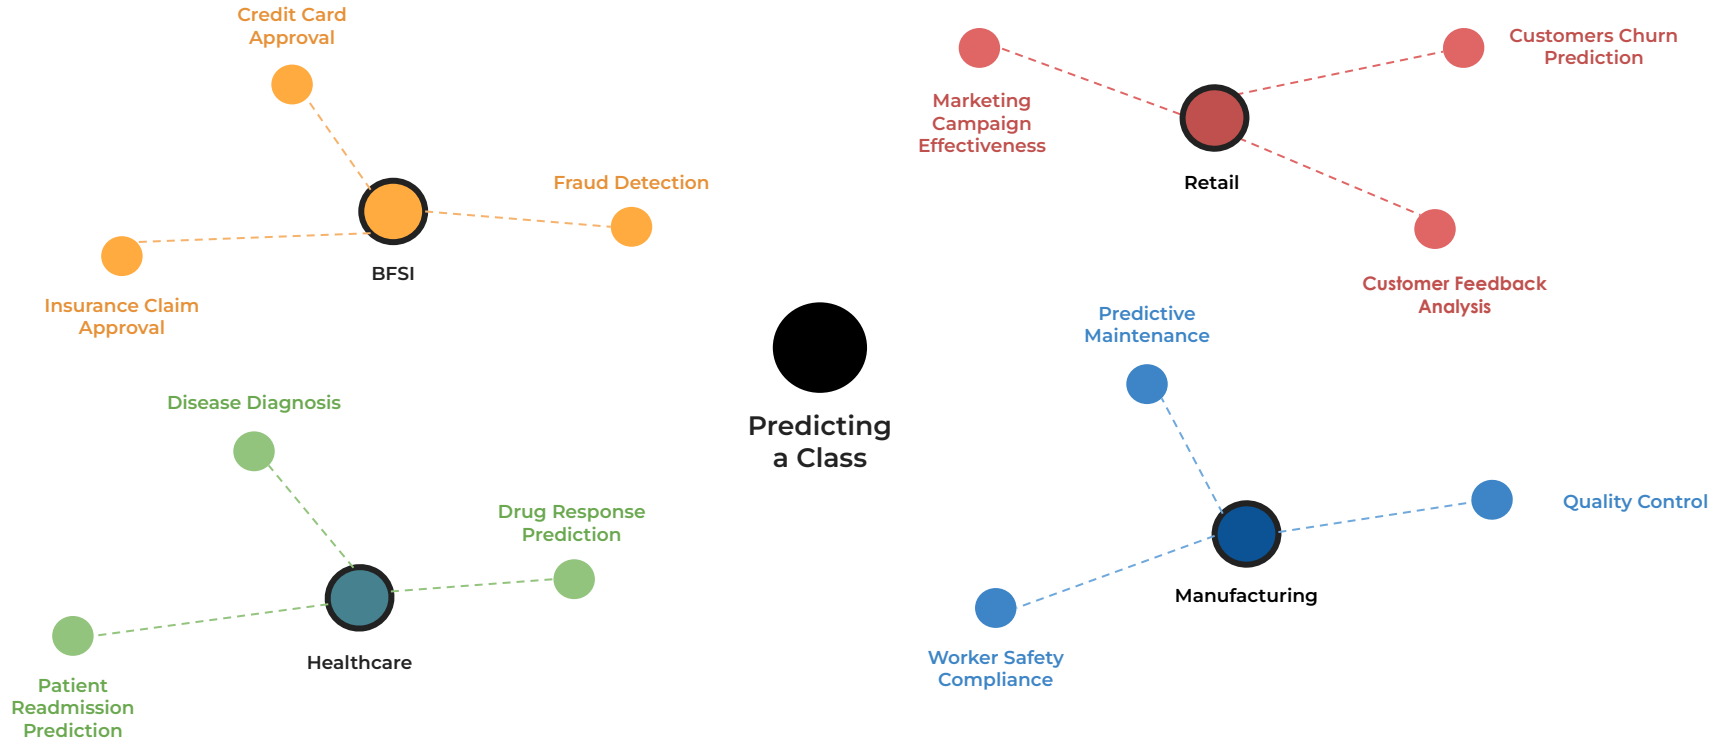 Credit Card
Approval
Fraud Detection
BFSI
Insurance Claim
Approval
Customers Churn
Prediction
Marketing
Campaign
Effectiveness
Retail
Customer Feedback
Analysis
Predicting
a Class
Disease Diagnosis
Drug Response
Prediction
Healthcare
Patient
Readmission
Prediction
Predictive
Maintenance
Quality Control
Manufacturing
Worker Safety
Compliance